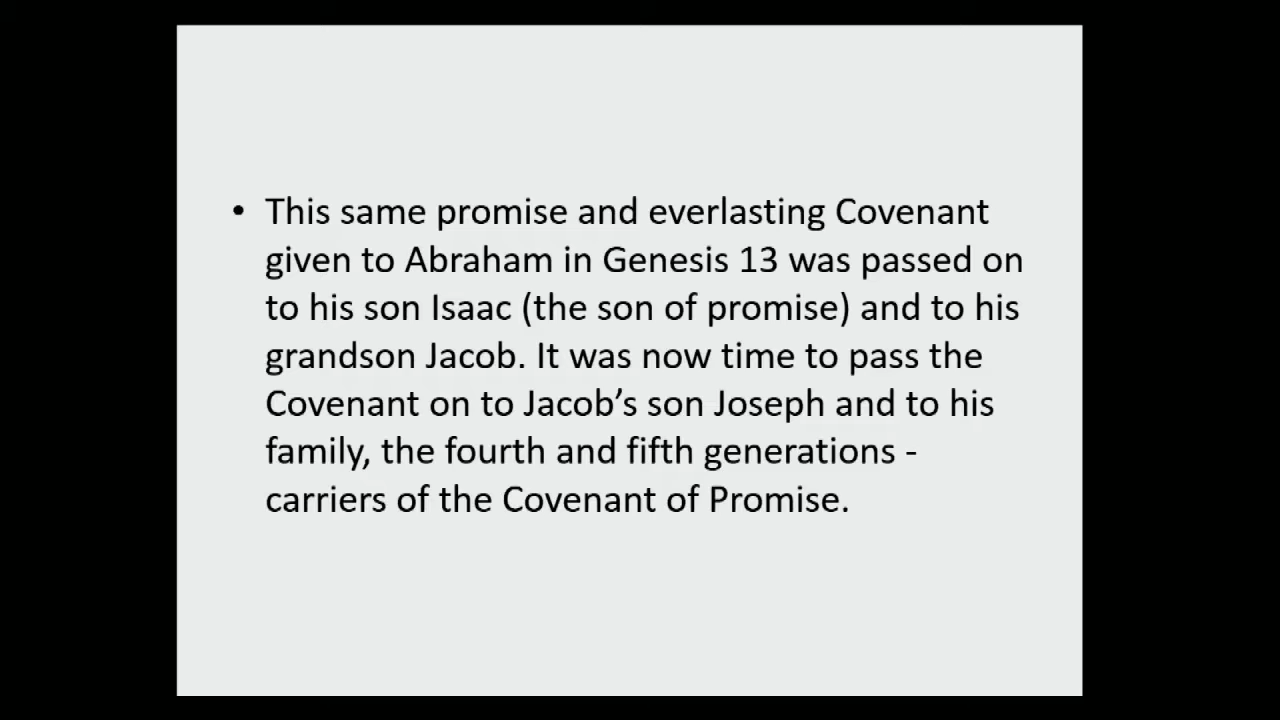 • This same promise and everlasting Covenant
given to Abraham in Genesis 13 was passed on
to his son Isaac (the son of promise) and to his
grandson Jacob. It was now time to pass the
Covenant on to Jacob’s son Joseph and to his
family, the fourth and fifth generations -
carriers of the Covenant of Promise.